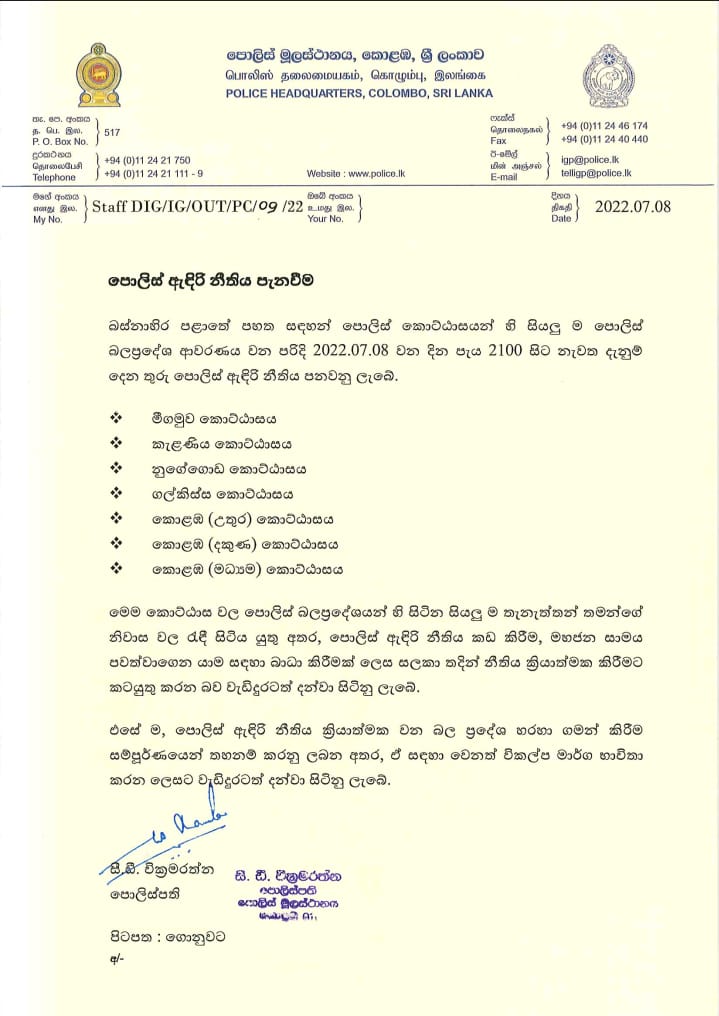 පොලිස් මූලස්ථානය, කොළඹ, ශ්‍රී ලංකාව
பொலிஸ் தலைமையகம், கொழும்பு, இலங்கை
POLICE HEADQUARTERS, COLOMBO, SRI LANKA
තැ. පෙ. අංකය
த. பெ. இல.
P. O. Box No.
517
දුරකථනය
தொலைபேசி
Telephone
+94 (0)11 24 21 750
+94 (0)11 24 21 111 - 9
Website : www.police.lk
ෆැක්ස්
தொலைநகல்
Fax
+94 (0)11 24 46 174
+94 (0)11 24 40 440
ඊ-මේල්
மின் அஞ்சல்
E-mail
igp@police.lk
telligp@police.lk
මගේ අංකය
எனது இல.
My No.
Staff DIG/IG/OUT/PC/09 /22
ඔබේ අංකය
உமது இல.
Your No.
දිනය
திகதி
Date
2022.07.08
පොලිස් ඇඳිරි නීතිය පැනවීම
බස්නාහිර පළාතේ පහත සඳහන් පොලිස් කොට්ඨාසයන් හි සියලු ම පොලිස්
බලප්‍රදේශ ආවරණය වන පරිදි 2022.07.08 වන දින පැය 2100 සිට නැවත දැනුම්
දෙන තුරු පොලිස් ඇඳිරි නීතිය පනවනු ලැබේ.
❖ මීගමුව කොට්ඨාසය
❖ කැළණිය කොට්ඨාසය
❖ නුගේගොඩ කොට්ඨාසය
❖ ගල්කිස්ස කොට්ඨාසය
❖ කොළඹ (උතුර) කොට්ඨාසය
❖ කොළඹ (දකුණ) කොට්ඨාසය
❖ කොළඹ (මධ්‍යම) කොට්ඨාසය
මෙම කොට්ඨාස වල පොලිස් බලප්‍රදේශයන් හි සිටින සියලු ම තැනැත්තන් තමන්ගේ
නිවාස වල රැඳී සිටිය යුතු අතර, පොලිස් ඇඳිරි නීතිය කඩ කිරීම, මහජන සාමය
පවත්වාගෙන යාම සඳහා බාධා කිරීමක් ලෙස සලකා තදින් නීතිය ක්‍රියාත්මක කිරීමට
කටයුතු කරන බව වැඩිදුරටත් දන්වා සිටිනු ලැබේ.
එසේ ම, පොලිස් ඇඳිරි නීතිය ක්‍රියාත්මක වන බල ප්‍රදේශ හරහා ගමන් කිරීම
සම්පූර්ණයෙන් තහනම් කරනු ලබන අතර, ඒ සඳහා වෙනත් විකල්ප මාර්ග භාවිතා
කරන ලෙසට වැඩිදුරටත් දන්වා සිටිනු ලැබේ.
සී.ඩී. වික්‍රමරත්න
පොලිස්පති
සී. ඩී. වික්‍රමරත්න
පොලිස්පති
පොලිස් මූලස්ථානය
පිටපත : ගොනුවට
අ/-